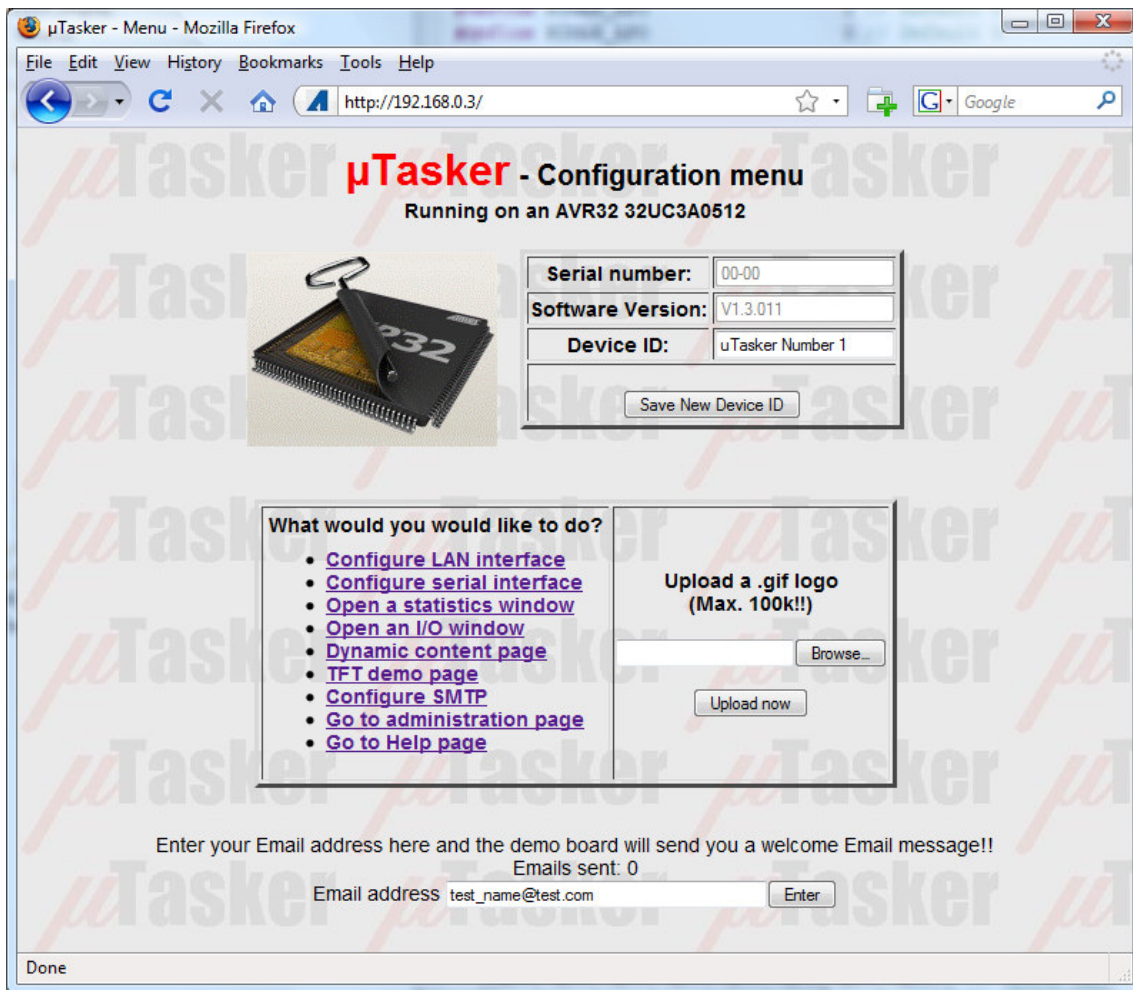 µTasker - Menu - Mozilla Firefox
File Edit View History Bookmarks Tools Help
http://192.168.0.3/
G Google
µTasker - Configuration menu
Running on an AVR32 32UC3A0512
Serial number: 00-00
Software Version: V1.3.011
Device ID: uTasker Number 1
Save New Device ID
What would you would like to do?
Configure LAN interface
Configure serial interface
Open a statistics window
Open an I/O window
Dynamic content page
TFT demo page
Configure SMTP
Go to administration page
Go to Help page
Upload a .gif logo
(Max. 100k!!)
Browse...
Upload now
Enter your Email address here and the demo board will send you a welcome Email message!!
Emails sent: 0
Email address test_name@test.com Enter
Done